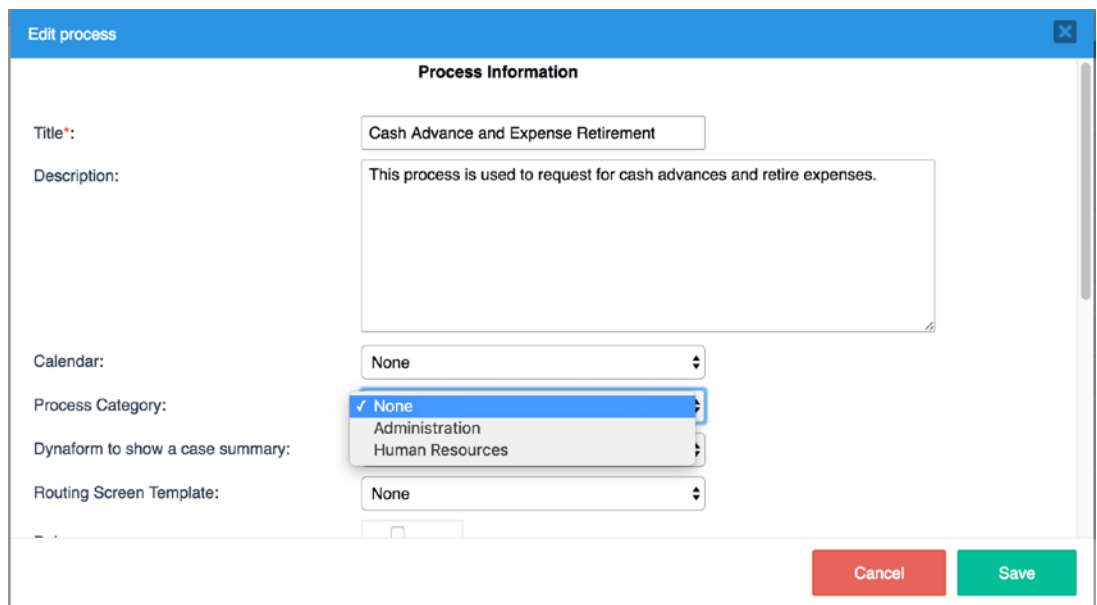 Edit process
Process Information
Title*:
Cash Advance and Expense Retirement
Description:
This process is used to request for cash advances and retire expenses.
Calendar:
None
Process Category:
✓ None
Administration
Human Resources
Dynaform to show a case summary:
Routing Screen Template:
None
Cancel
Save